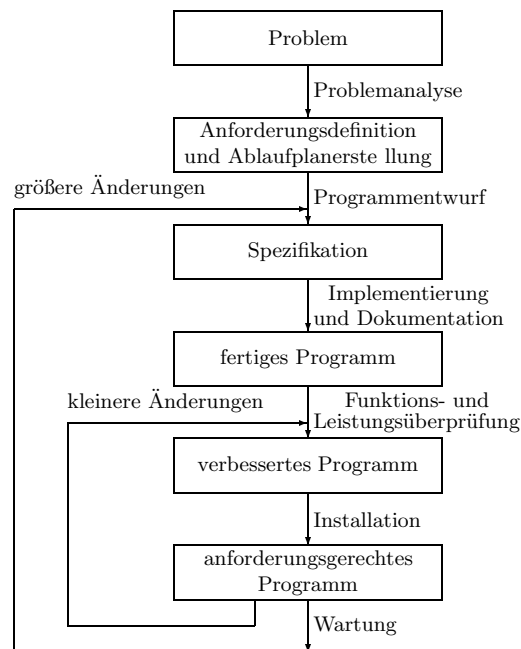 Problem
Problemanalyse
Anforderungsdefinition
und Ablaufplanerste llung
größere Änderungen
Programmentwurf
Spezifikation
Implementierung
und Dokumentation
fertiges Programm
kleinere Änderungen
Funktions- und
Leistungsüberprüfung
verbessertes Programm
Installation
anforderungsgerechtes
Programm
Wartung